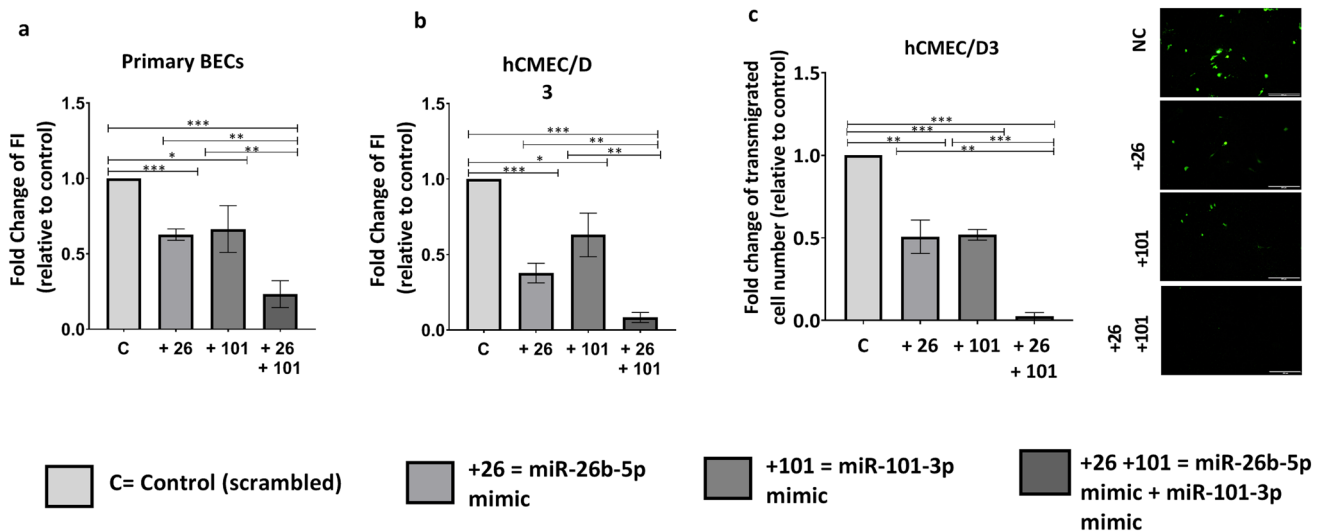 a
Primary BECs
Fold Change of FI
(relative to control)
1.5
1.0
0.5
0.0
***
**
**
*
***
C
+ 26
+ 101
+ 26
+ 101
b
hCMEC/D
3
Fold Change of FI
(relative to control)
1.5
1.0
0.5
0.0
***
**
**
*
***
C
+ 26
+ 101
+ 26
+ 101
c
hCMEC/D3
Fold change of transmigrated
cell number (relative to control)
1.5
1.0
0.5
0.0
***
***
**
***
**
C
+ 26
+ 101
+ 26
+ 101
NC
+26
+101
+26
+101
C= Control (scrambled)
+26 = miR-26b-5p
mimic
+101 = miR-101-3p
mimic
+26 +101 = miR-26b-5p
mimic + miR-101-3p
mimic